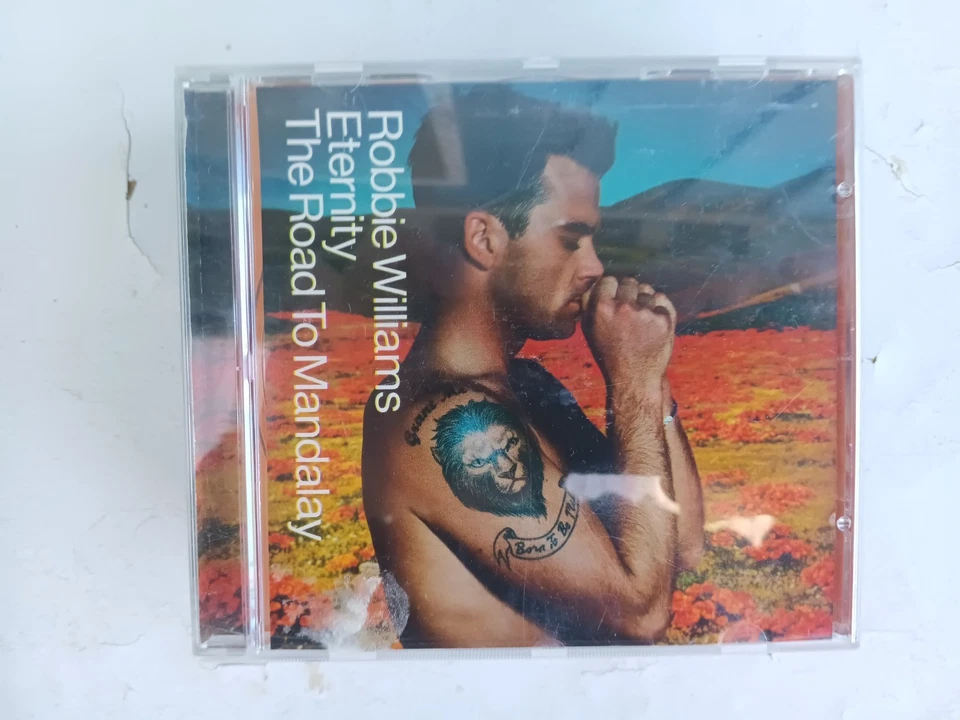 Robbie Williams
Eternity
The Road To Mandalay
Born To Be